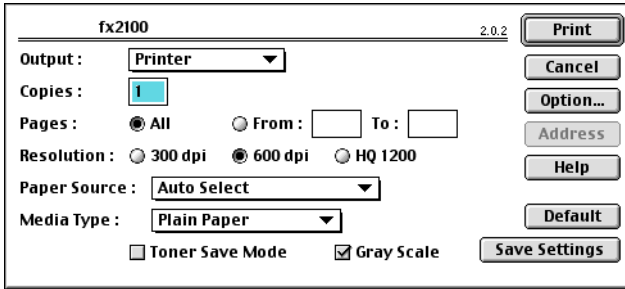 fx2100 2.0.2 Print
Output : Printer Cancel
Copies : 1 Option...
Pages : All From : To : Address
Resolution : 300 dpi 600 dpi HQ 1200 Help
Paper Source : Auto Select
Media Type : Plain Paper Default
Toner Save Mode Gray Scale Save Settings